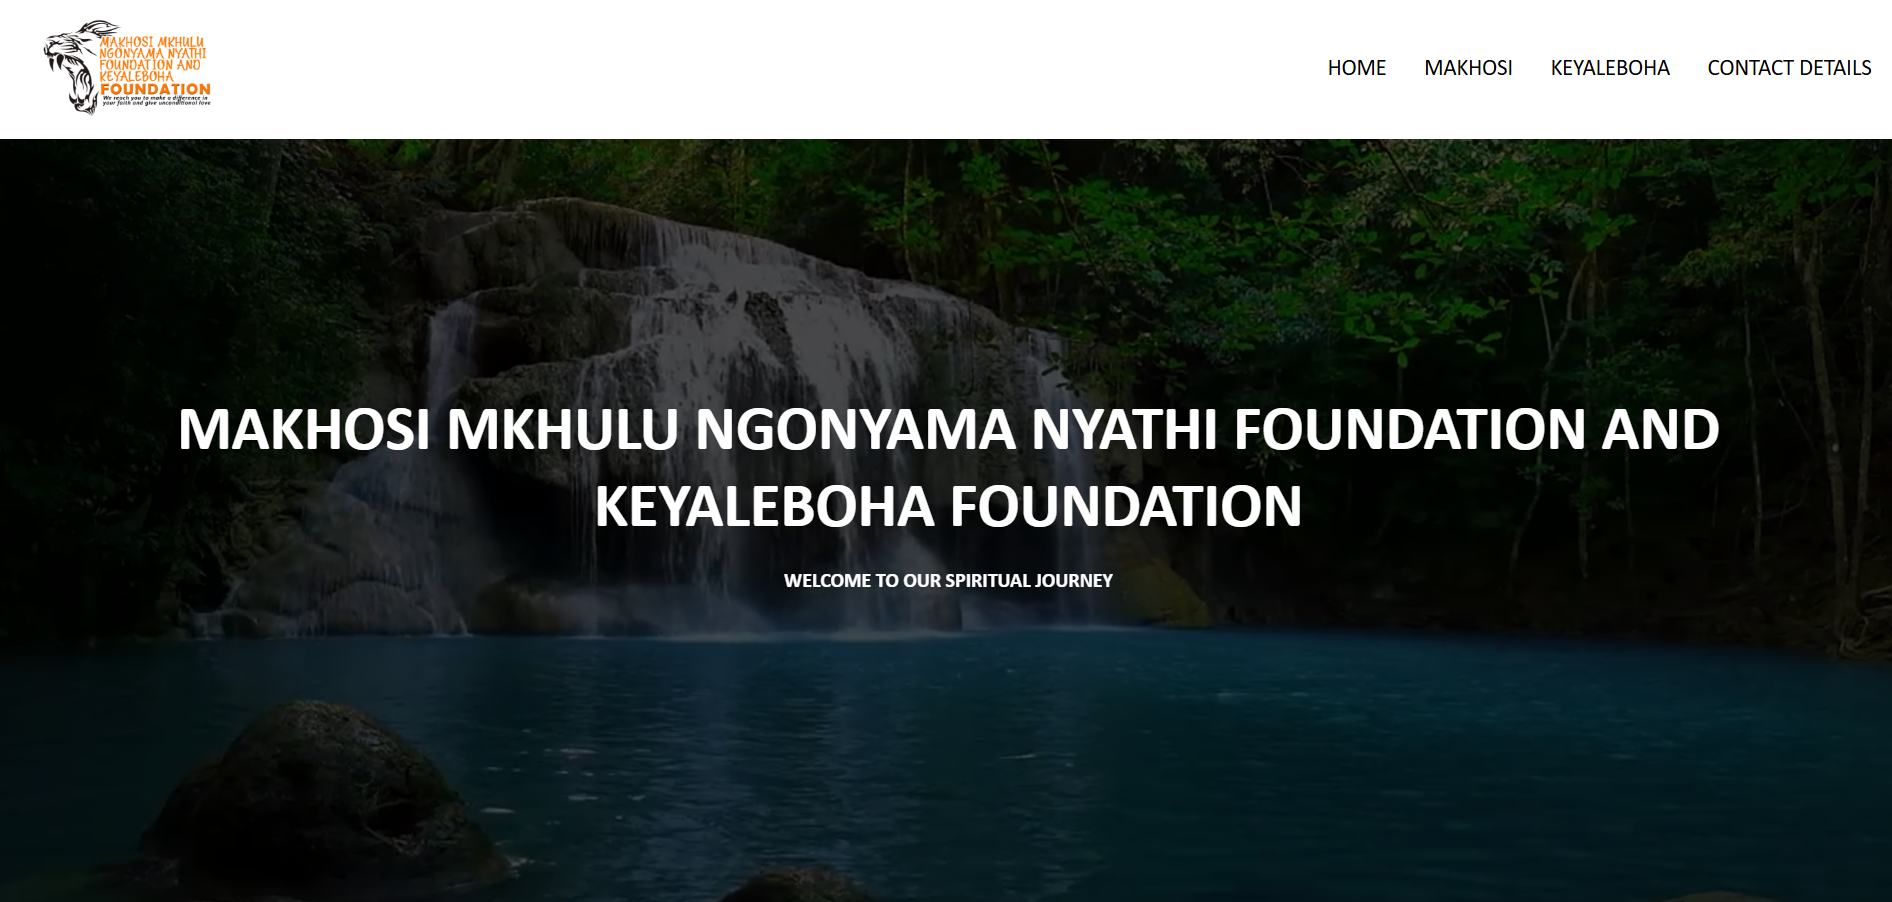 MAKHOSI MKHULU
NGONYAMA NYATHI
FOUNDATION AND
KEYALEBOHA
FOUNDATION
We reach you to make a difference in
your faith and give unconditional love
HOME MAKHOSI KEYALEBOHA CONTACT DETAILS
MAKHOSI MKHULU NGONYAMA NYATHI FOUNDATION AND
KEYALEBOHA FOUNDATION
WELCOME TO OUR SPIRITUAL JOURNEY